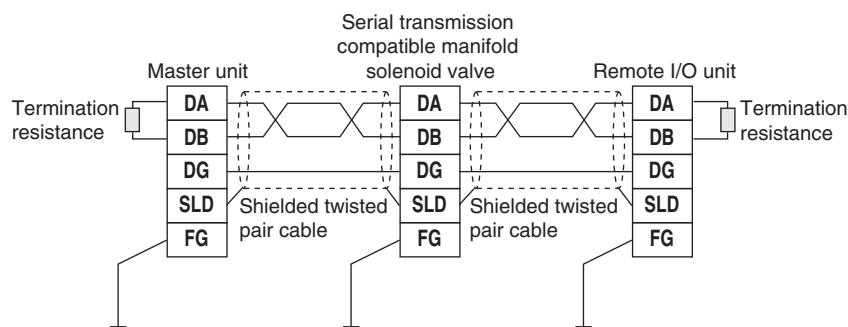 Serial transmission
compatible manifold
solenoid valve
Master unit
Remote I/O unit
Termination
resistance
DA
DB
DG
SLD
FG
Shielded twisted
pair cable
DA
DB
DG
SLD
FG
Shielded twisted
pair cable
DA
DB
DG
SLD
FG
Termination
resistance